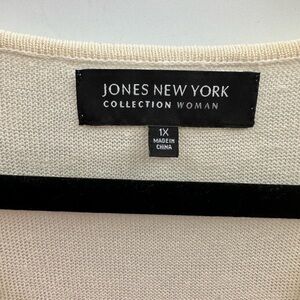 JONES NEW YORK
COLLECTION WOMAN
1X
MADE IN
CHINA